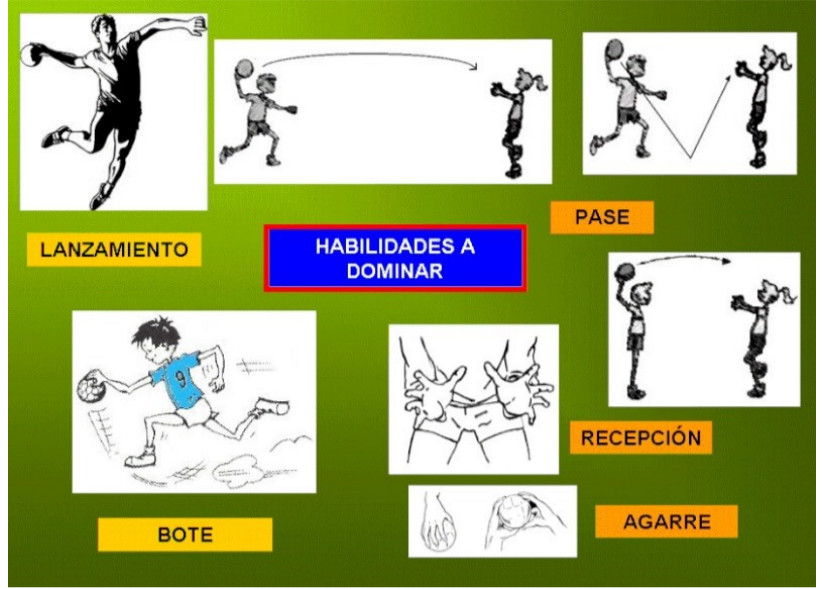 PASE
LANZAMIENTO
HABILIDADES A
DOMINAR
9
RECEPCIÓN
AGARRE
BOTE